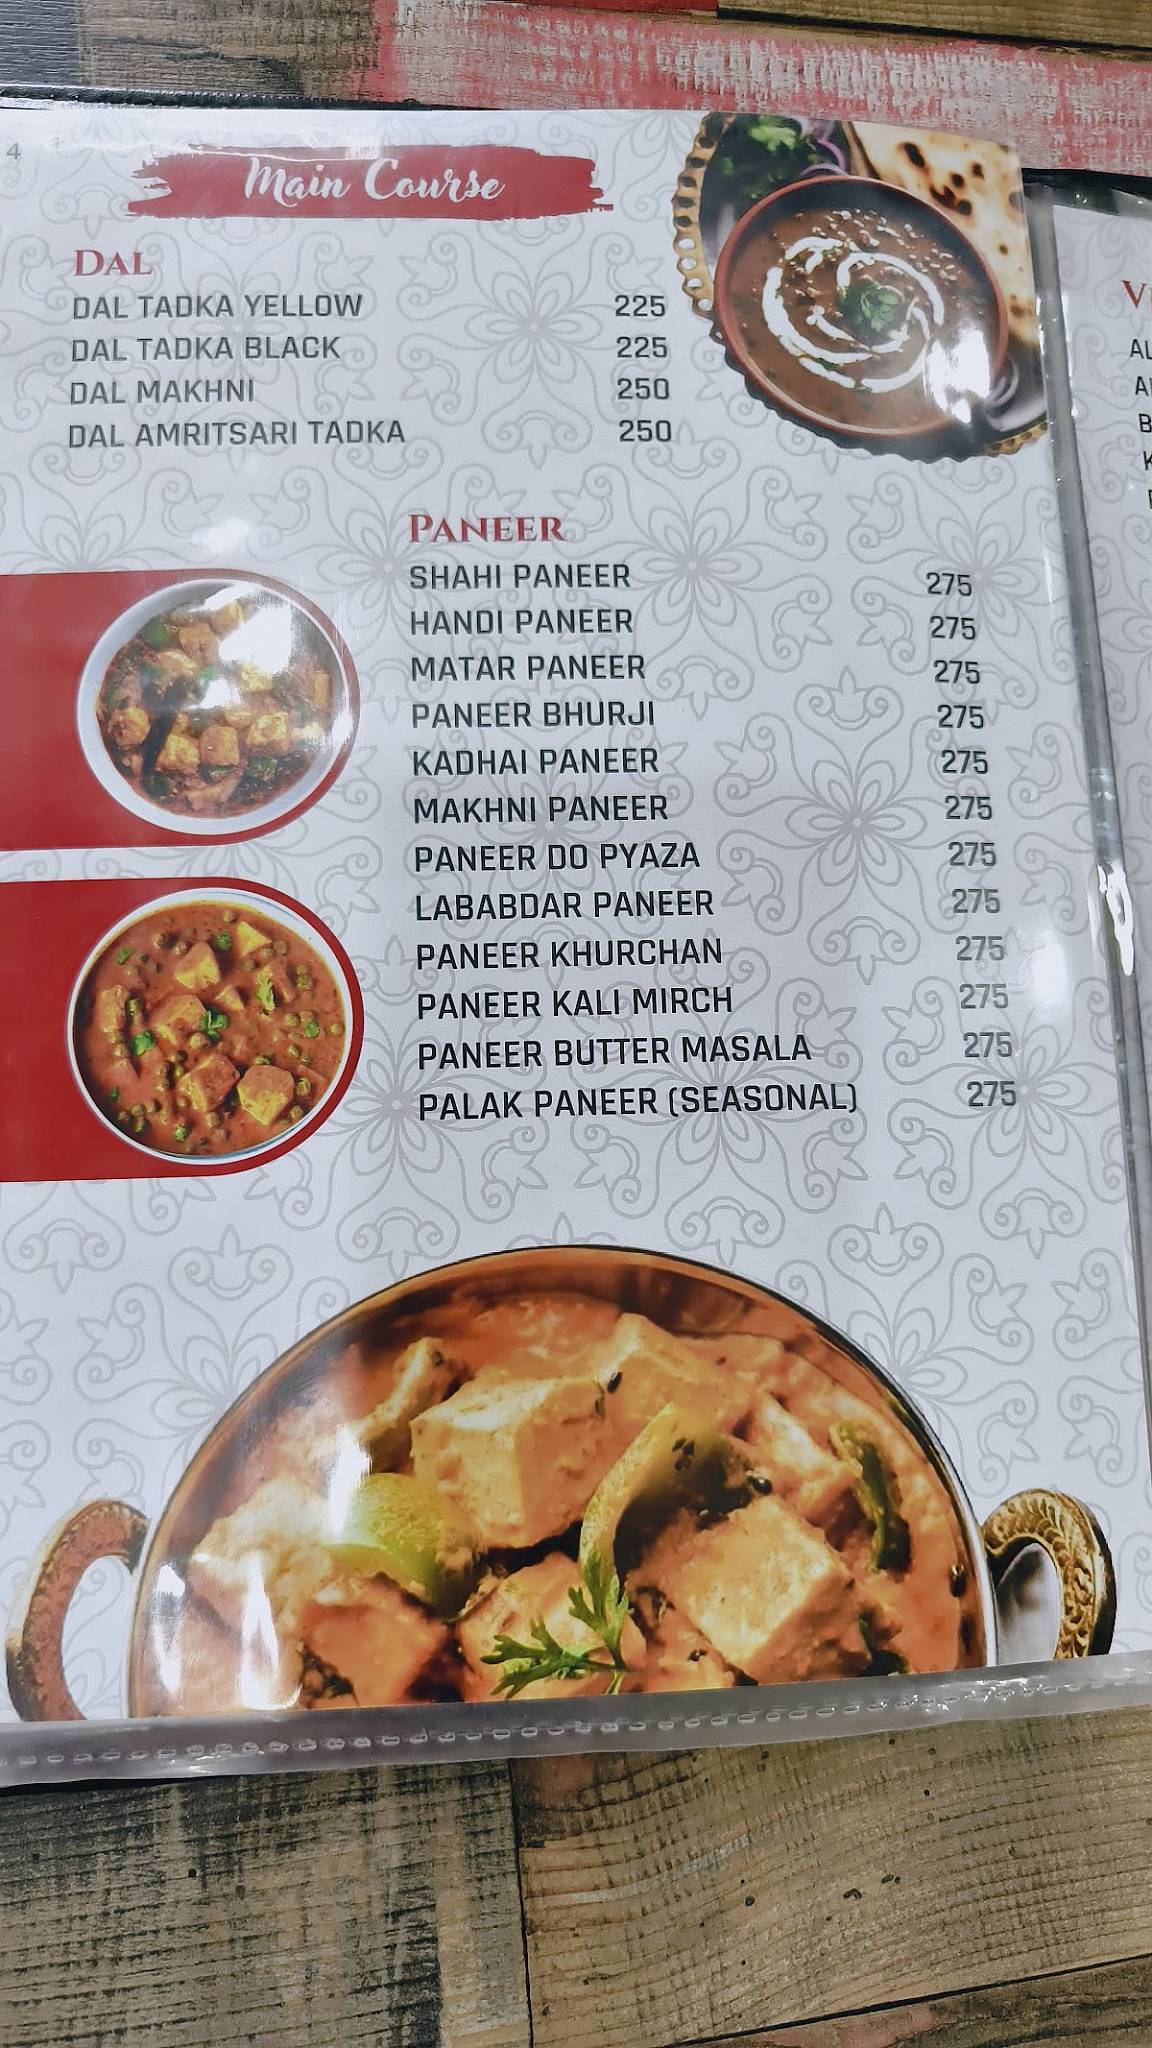 4
Main Course
DAL
DAL TADKA YELLOW 225
DAL TADKA BLACK 225
DAL MAKHNI 250
DAL AMRITSARI TADKA 250
PANEER
SHAHI PANEER 275
HANDI PANEER 275
MATAR PANEER 275
PANEER BHURJI 275
KADHAI PANEER 275
MAKHNI PANEER 275
PANEER DO PYAZA 275
LABABDAR PANEER 275
PANEER KHURCHAN 275
PANEER KALI MIRCH 275
PANEER BUTTER MASALA 275
PALAK PANEER (SEASONAL) 275